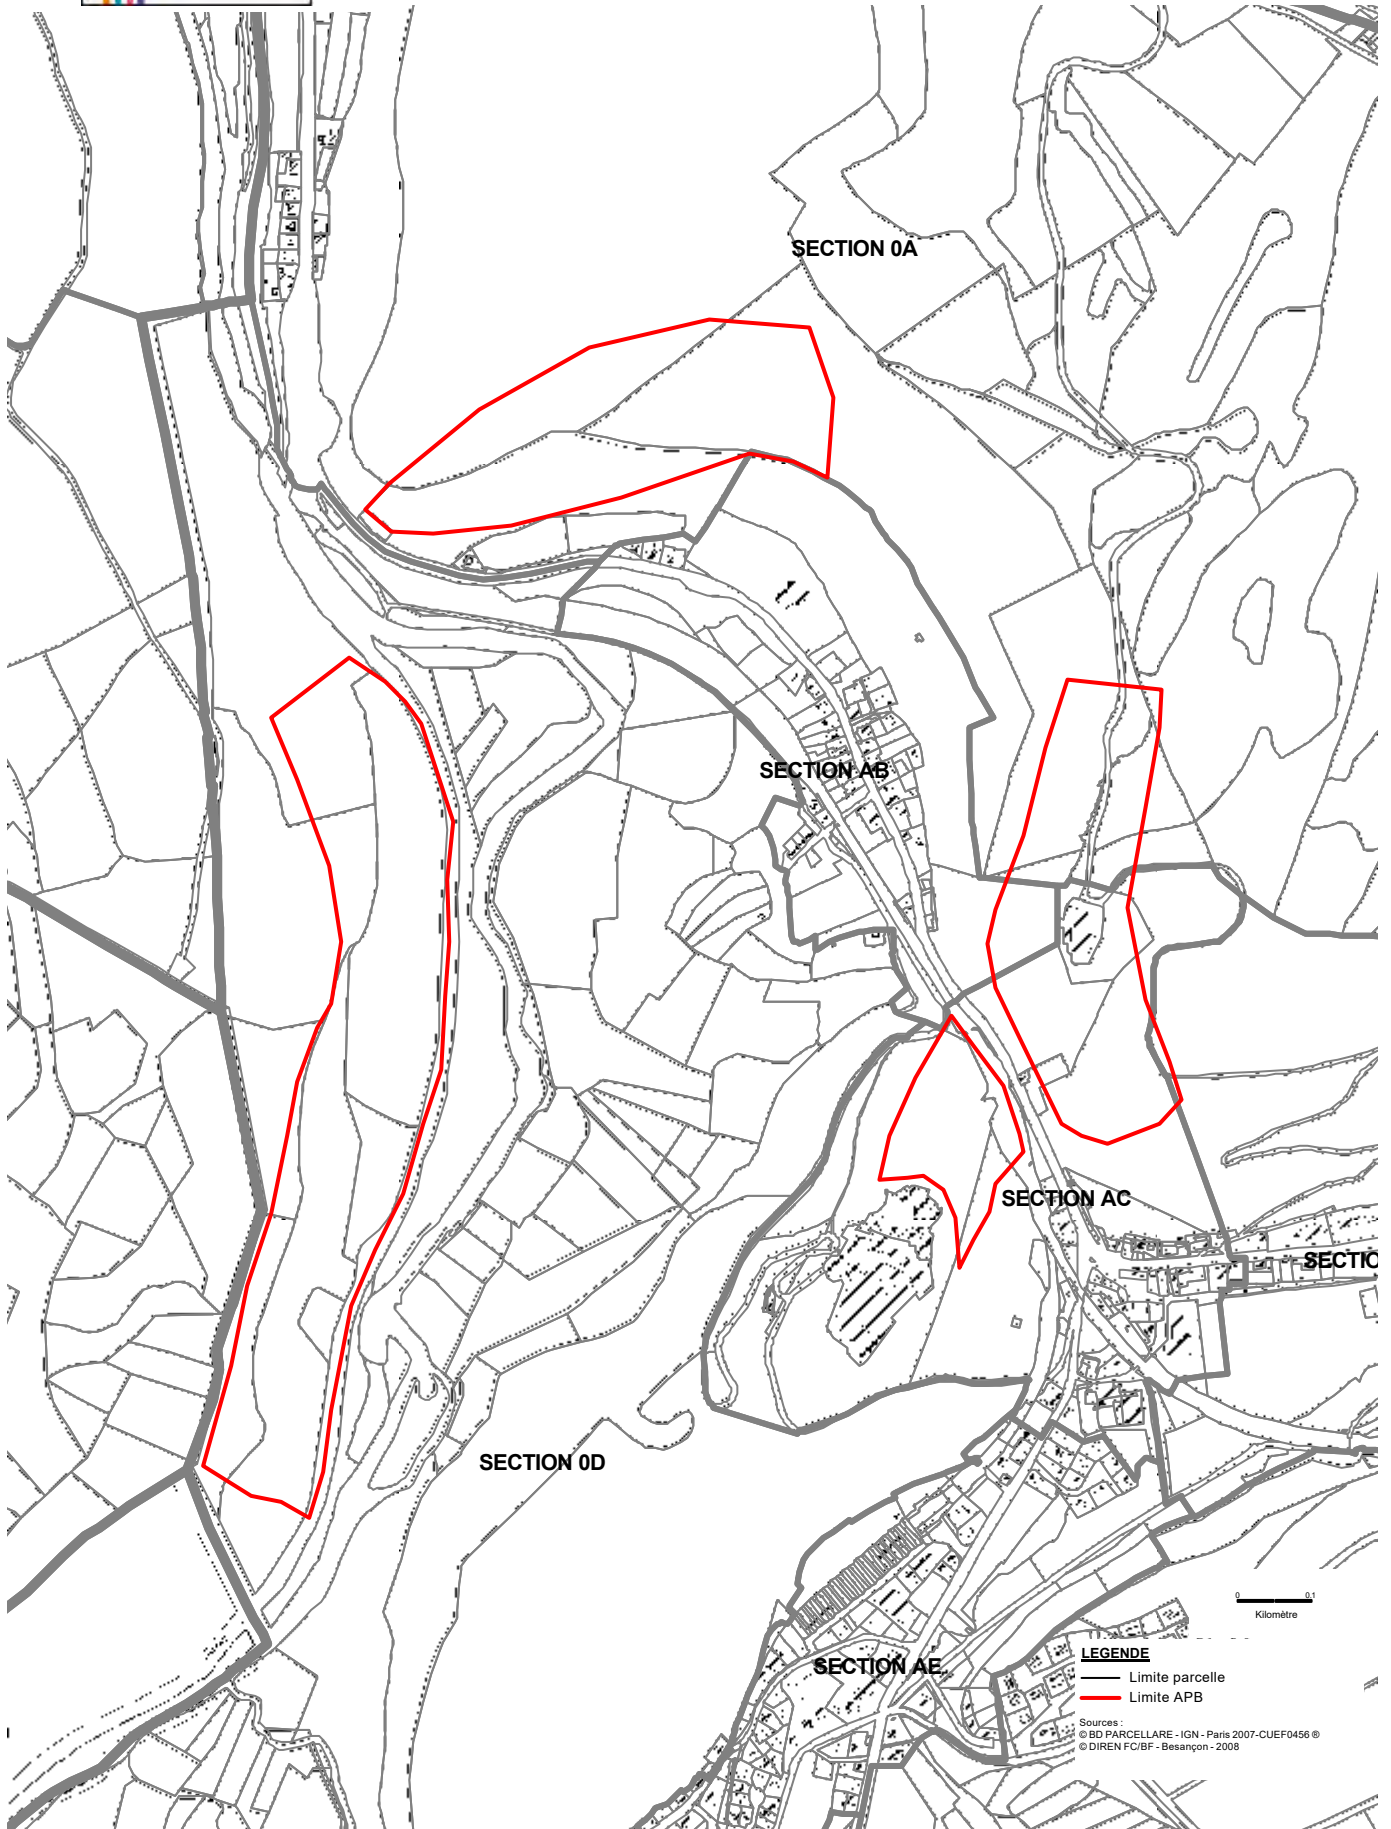 SECTION 0A
SECTION AB
SECTION AC
SECTIO
SECTION 0D
SECTION AE
0 0.1
Kilomètre
LEGENDE
Limite parcelle
Limite APB
Sources :
© BD PARCELLARE - IGN - Paris 2007-CUEF0456 ®
© DIREN FC/BF - Besançon - 2008